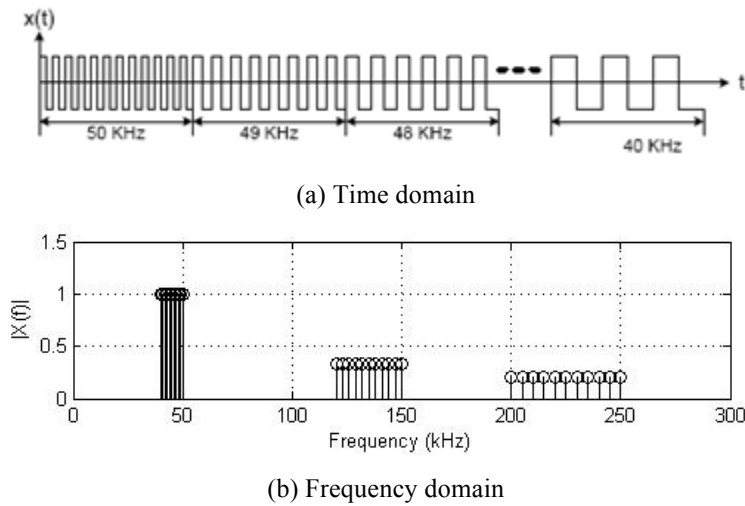 x(t)
t
50 KHz
49 KHz
48 KHz
40 KHz
(a) Time domain
1.5
1
0.5
0
|X(f)|
0
50
100
150
200
250
300
Frequency (kHz)
(b) Frequency domain